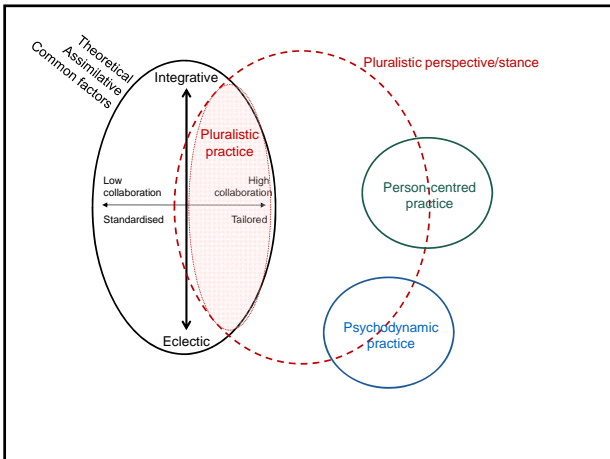 Theoretical
Assimilative
Common factors
Integrative
Pluralistic perspective/stance
Pluralistic
practice
Low
collaboration
High
collaboration
Standardised
Tailored
Person-centred
practice
Psychodynamic
practice
Eclectic